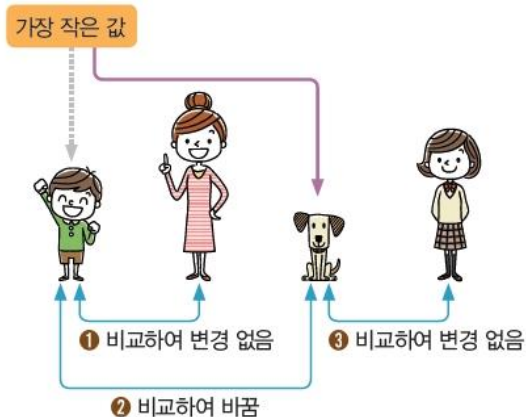 가장 작은 값
❶ 비교하여 변경 없음
❸ 비교하여 변경 없음
❷ 비교하여 바꿈